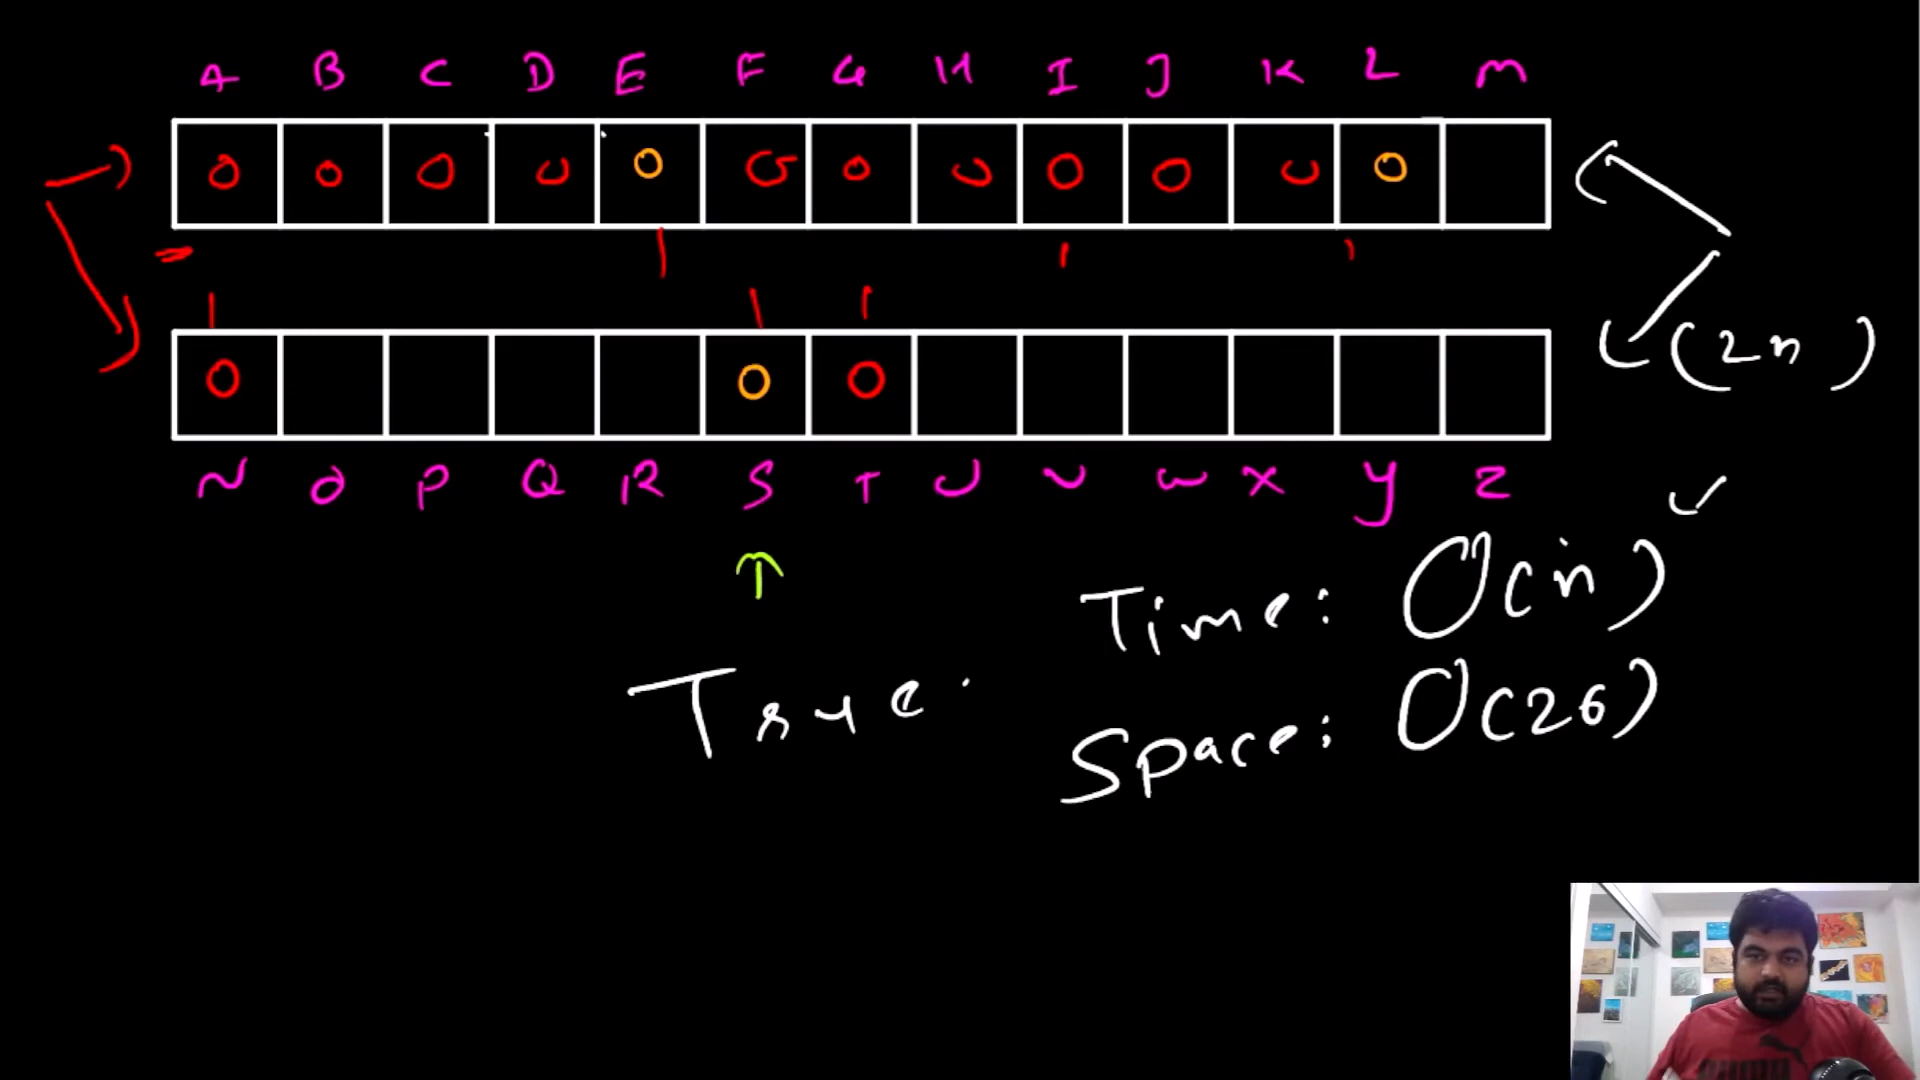 A B C D E F G H I J K L M
0 0 0 0 0 0 0 0 0 0 0 0
0 0 0
(2n)
N O P Q R S T U V W X Y Z
Time: O(n)
True.
Space: O(26)